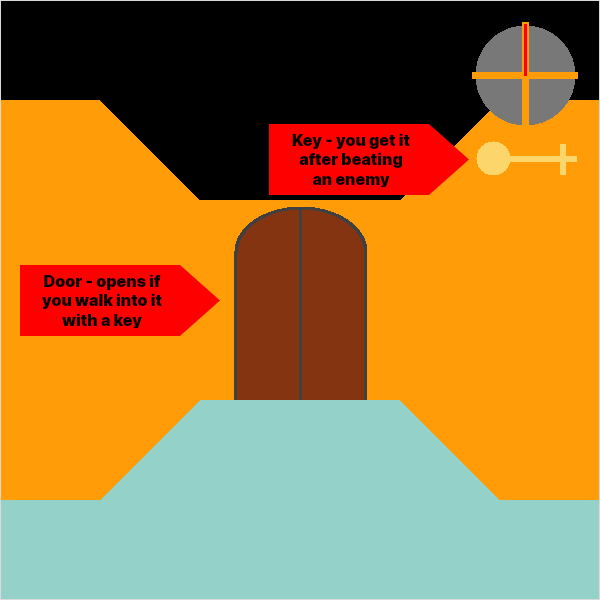 Key - you get it
after beating
an enemy
Door - opens if
you walk into it
with a key